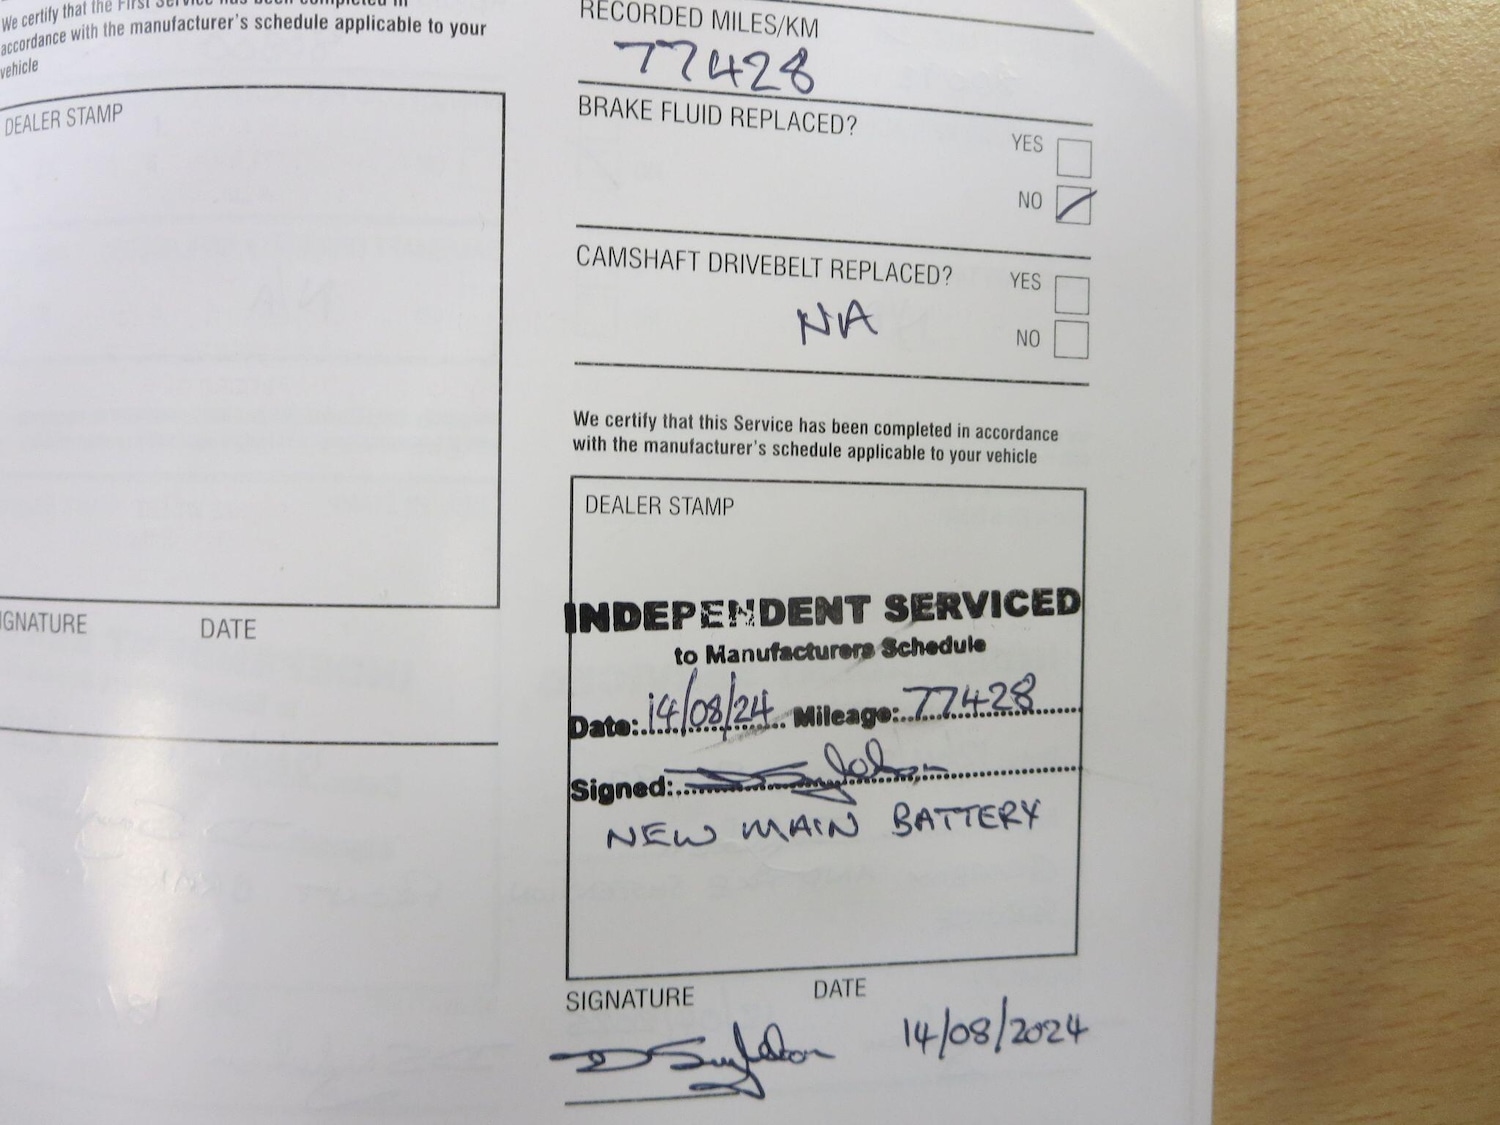 We certify that the First Service has been completed in
accordance with the manufacturer's schedule applicable to your
vehicle
DEALER STAMP
IGNATURE DATE
RECORDED MILES/KM
77428
BRAKE FLUID REPLACED?
YES
NO
CAMSHAFT DRIVEBELT REPLACED?
YES
NA
NO
We certify that this Service has been completed in accordance
with the manufacturer's schedule applicable to your vehicle
DEALER STAMP
INDEPENDENT SERVICED
to Manufacturers Schedule
Date: 14/08/24 Mileage: 77428
Signed:
NEW MAIN BATTERY
SIGNATURE DATE
14/08/2024